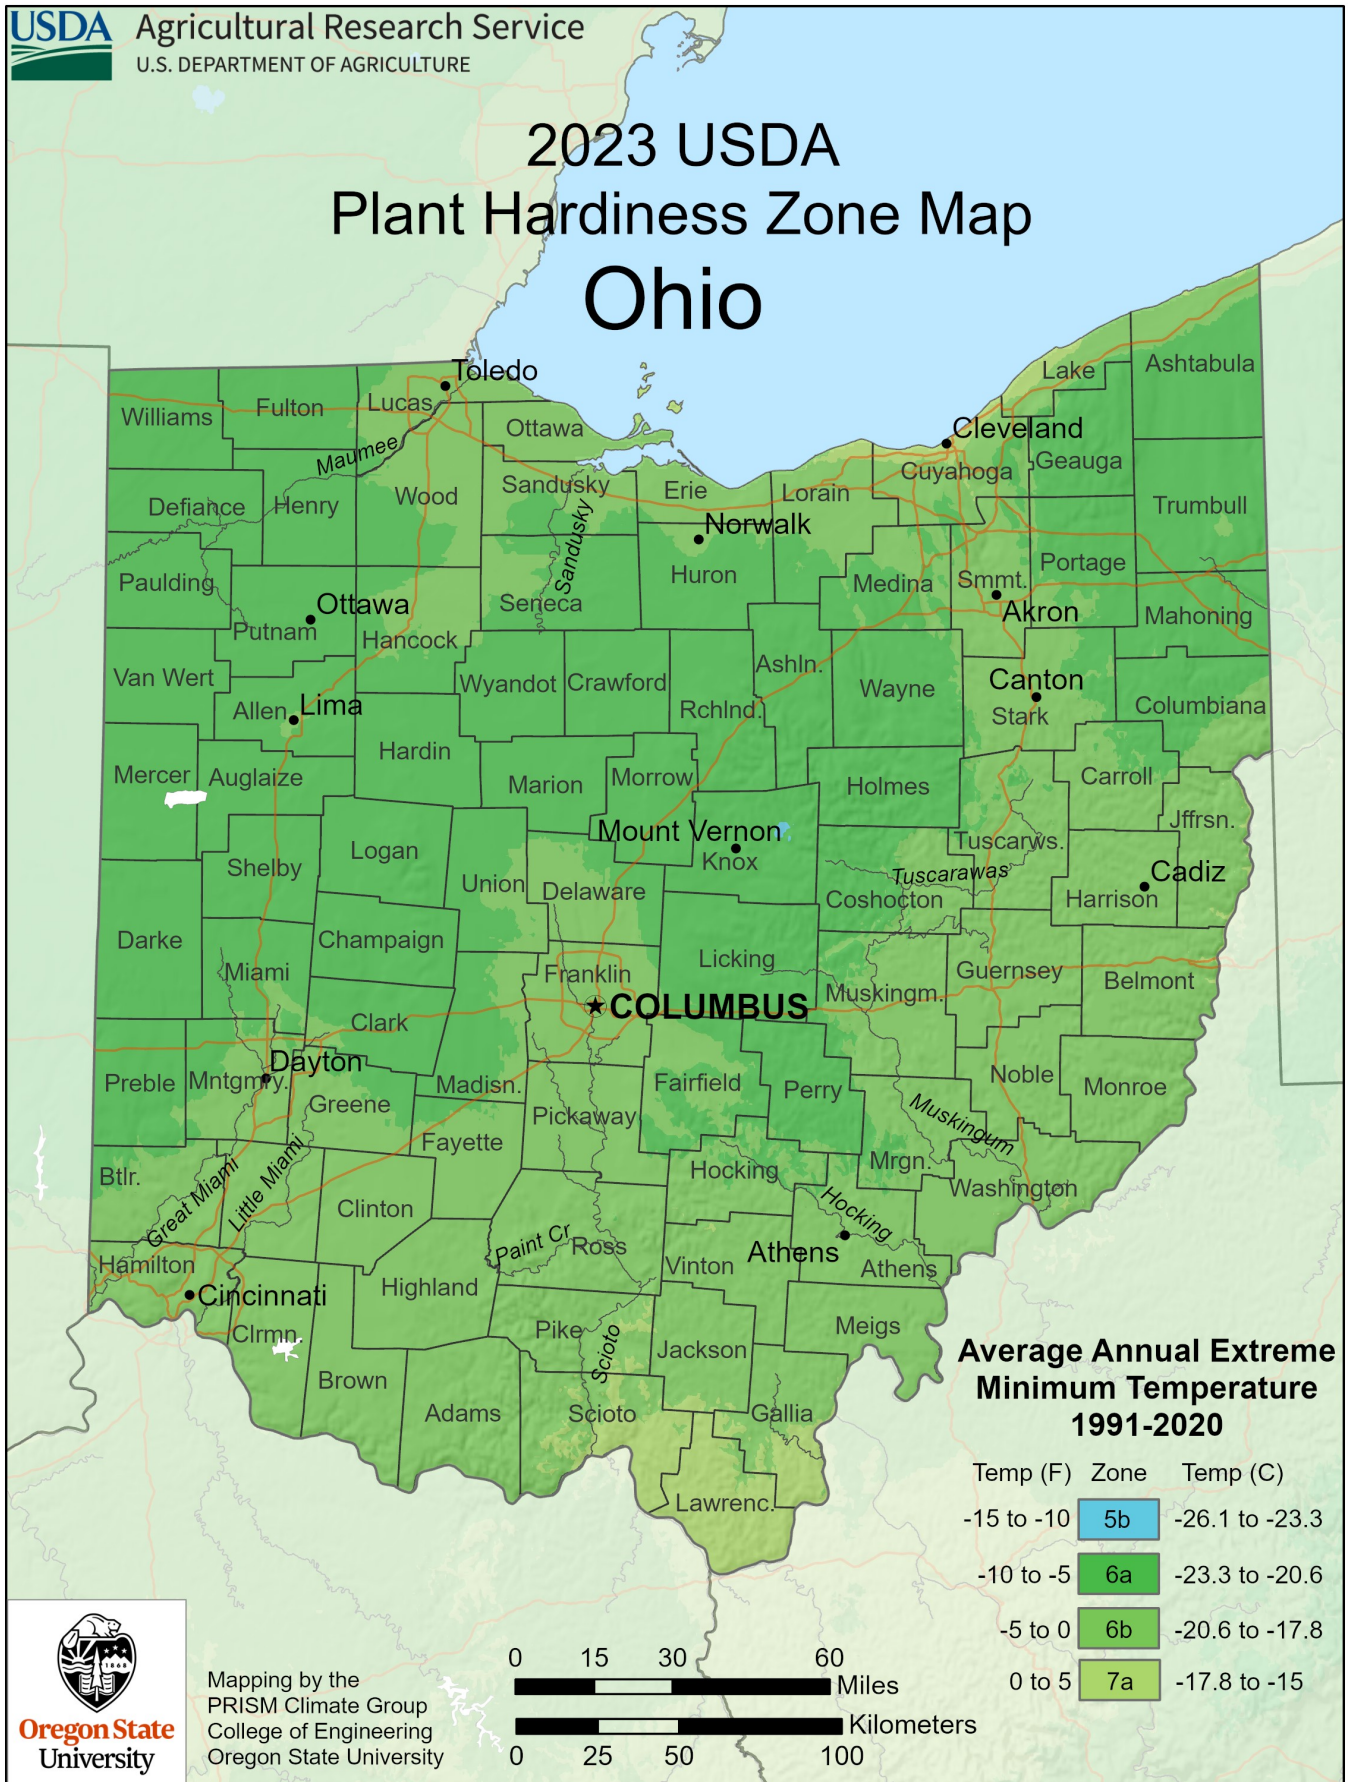 USDA
Agricultural Research Service
U.S. DEPARTMENT OF AGRICULTURE
2023 USDA
Plant Hardiness Zone Map
Ohio
Toledo
Lake
Ashtabula
Williams
Fulton
Lucas
Ottawa
Cleveland
Maumee
Cuyahoga
Geauga
Defiance
Henry
Wood
Sandusky
Erie
Lorain
Trumbull
Norwalk
Sandusky
Paulding
Huron
Medina
Smmt.
Portage
Ottawa
Seneca
Akron
Mahoning
Putnam
Hancock
Van Wert
Wyandot
Crawford
Ashln.
Wayne
Canton
Allen
Lima
Rchlnd.
Stark
Columbiana
Mercer
Auglaize
Hardin
Marion
Morrow
Holmes
Carroll
Jffrsn.
Mount Vernon
Knox
Tuscarws.
Shelby
Logan
Union
Delaware
Tuscarawas
Cadiz
Coshocton
Harrison
Darke
Champaign
Miami
Franklin
Licking
Guernsey
Belmont
COLUMBUS
Muskingm.
Clark
Dayton
Preble
Mntgmry.
Madisn.
Fairfield
Perry
Noble
Monroe
Greene
Pickaway
Muskingum
Fayette
Btlr.
Hocking
Mrgn.
Washington
Great Miami
Little Miami
Clinton
Hocking
Paint Cr
Ross
Hamilton
Vinton
Athens
Athens
Cincinnati
Highland
Clrmn.
Pike
Scioto
Jackson
Meigs
Brown
Adams
Scioto
Gallia
Lawrenc.
Average Annual Extreme
Minimum Temperature
1991-2020
Temp (F) Zone Temp (C)
-15 to -10 5b -26.1 to -23.3
-10 to -5 6a -23.3 to -20.6
-5 to 0 6b -20.6 to -17.8
0 to 5 7a -17.8 to -15
1868
Oregon State
University
Mapping by the
PRISM Climate Group
College of Engineering
Oregon State University
0 15 30 60
Miles
Kilometers
0 25 50 100